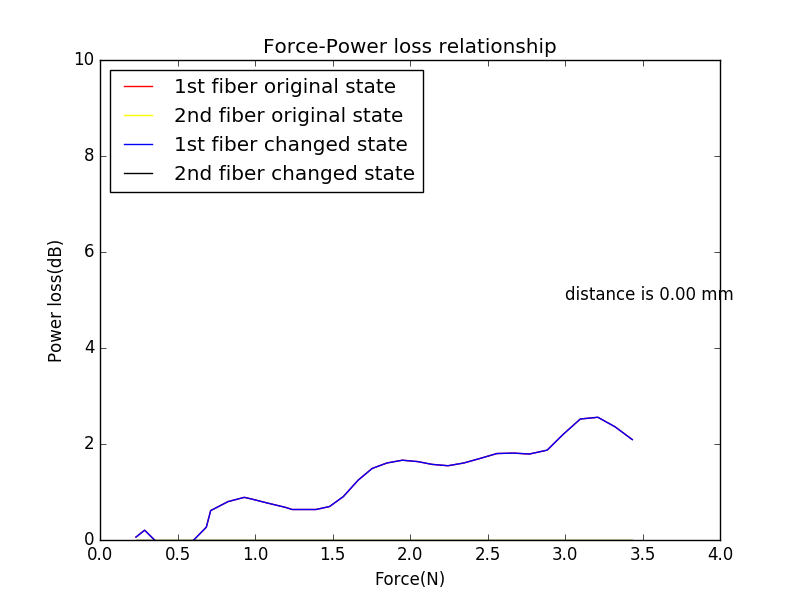 Force-Power loss relationship
1st fiber original state
2nd fiber original state
1st fiber changed state
2nd fiber changed state
10
8
6
4
2
0
Power loss(dB)
distance is 0.00 mm
0.0 0.5 1.0 1.5 2.0 2.5 3.0 3.5 4.0
Force(N)